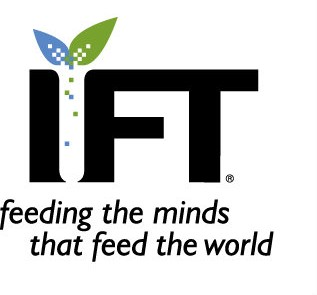 IFT®
feeding the minds
that feed the world